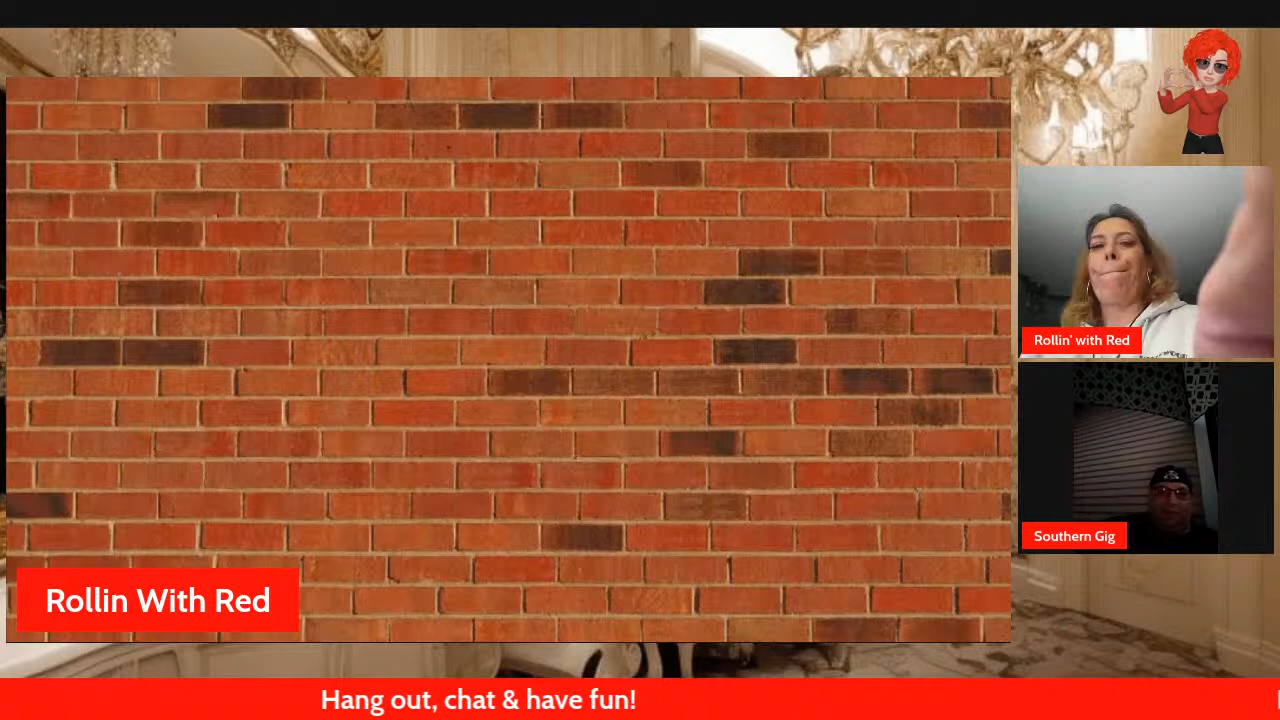 Rollin' with Red
Southern Gig
Rollin With Red
Hang out, chat & have fun!